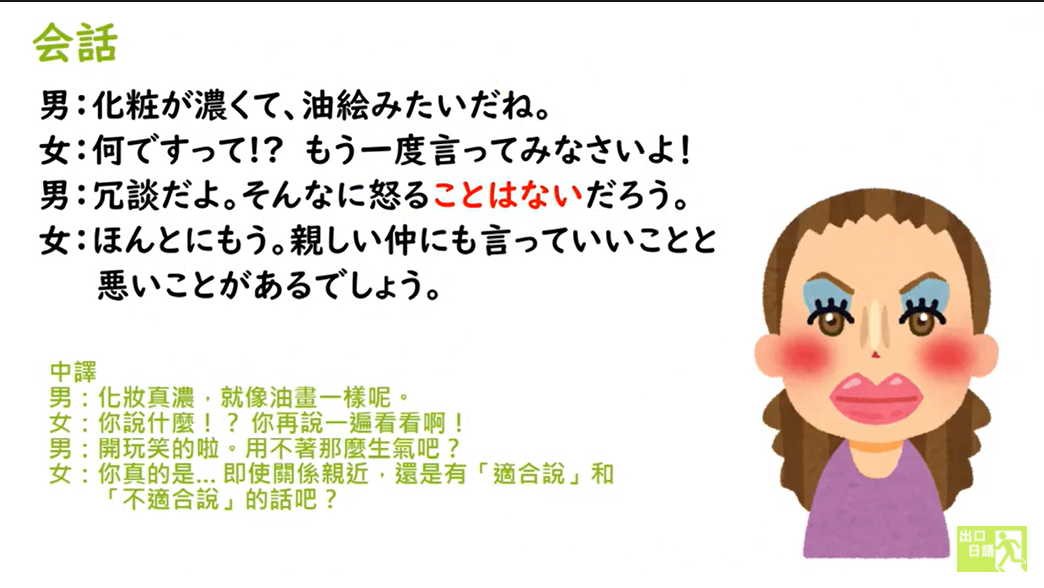 会話
男：化粧が濃くて、油絵みたいだね。
女：何ですって!？ もう一度言ってみなさいよ！
男：冗談だよ。そんなに怒ることはないだろう。
女：ほんとにもう。親しい仲にも言っていいことと
悪いことがあるでしょう。
中譯
男：化妝真濃，就像油畫一樣呢。
女：你說什麼！？ 你再說一遍看看啊！
男：開玩笑的啦。用不著那麼生氣吧？
女：你真的是... 即使關係親近，還是有「適合說」和
「不適合說」的話吧？
出口
日語